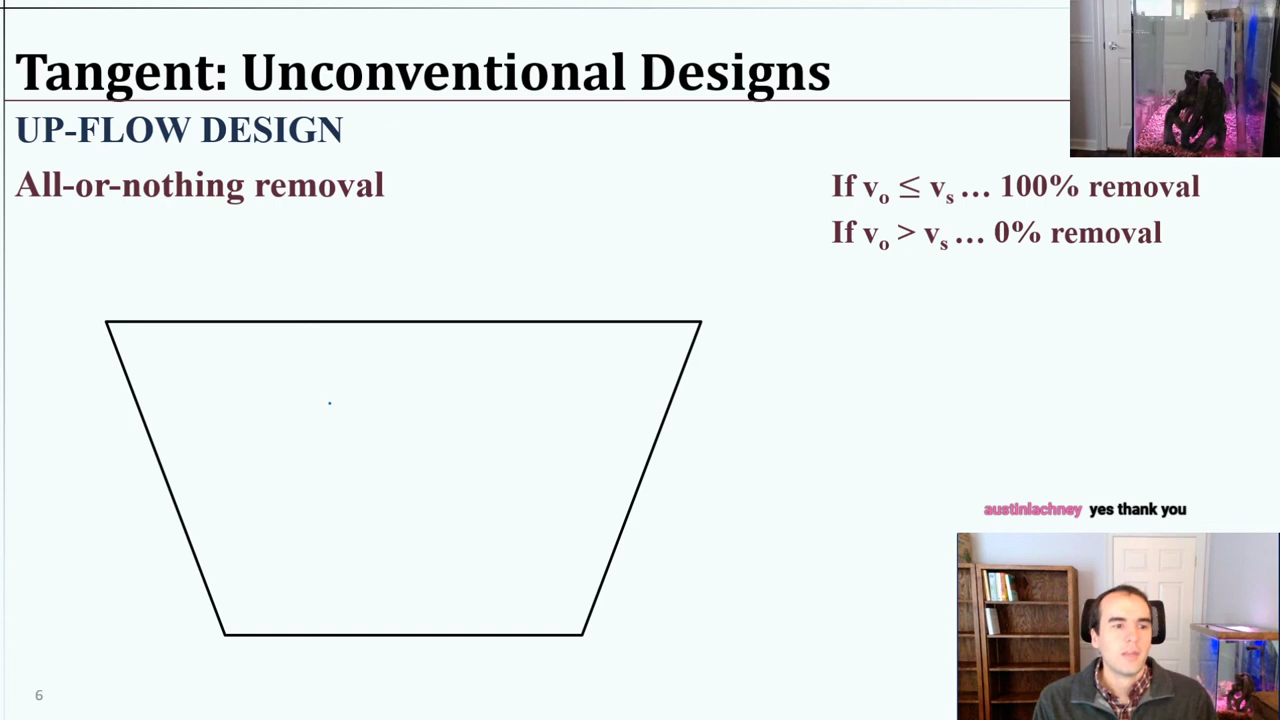 Tangent: Unconventional Designs
UP-FLOW DESIGN
All-or-nothing removal
If vo ≤ vs ... 100% removal
If vo > vs ... 0% removal
austinlachney yes thank you
6